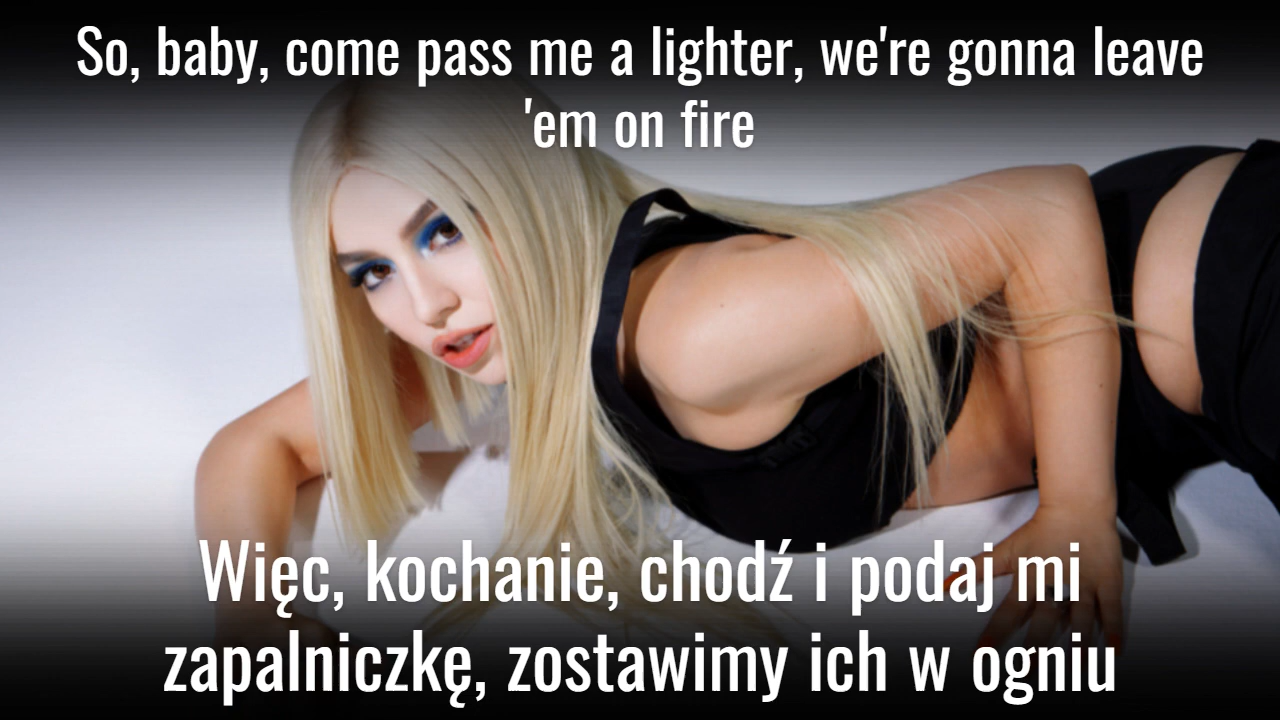 So, baby, come pass me a lighter, we're gonna leave
'em on fire
Więc, kochanie, chodź i podaj mi
zapalniczkę, zostawimy ich w ogniu